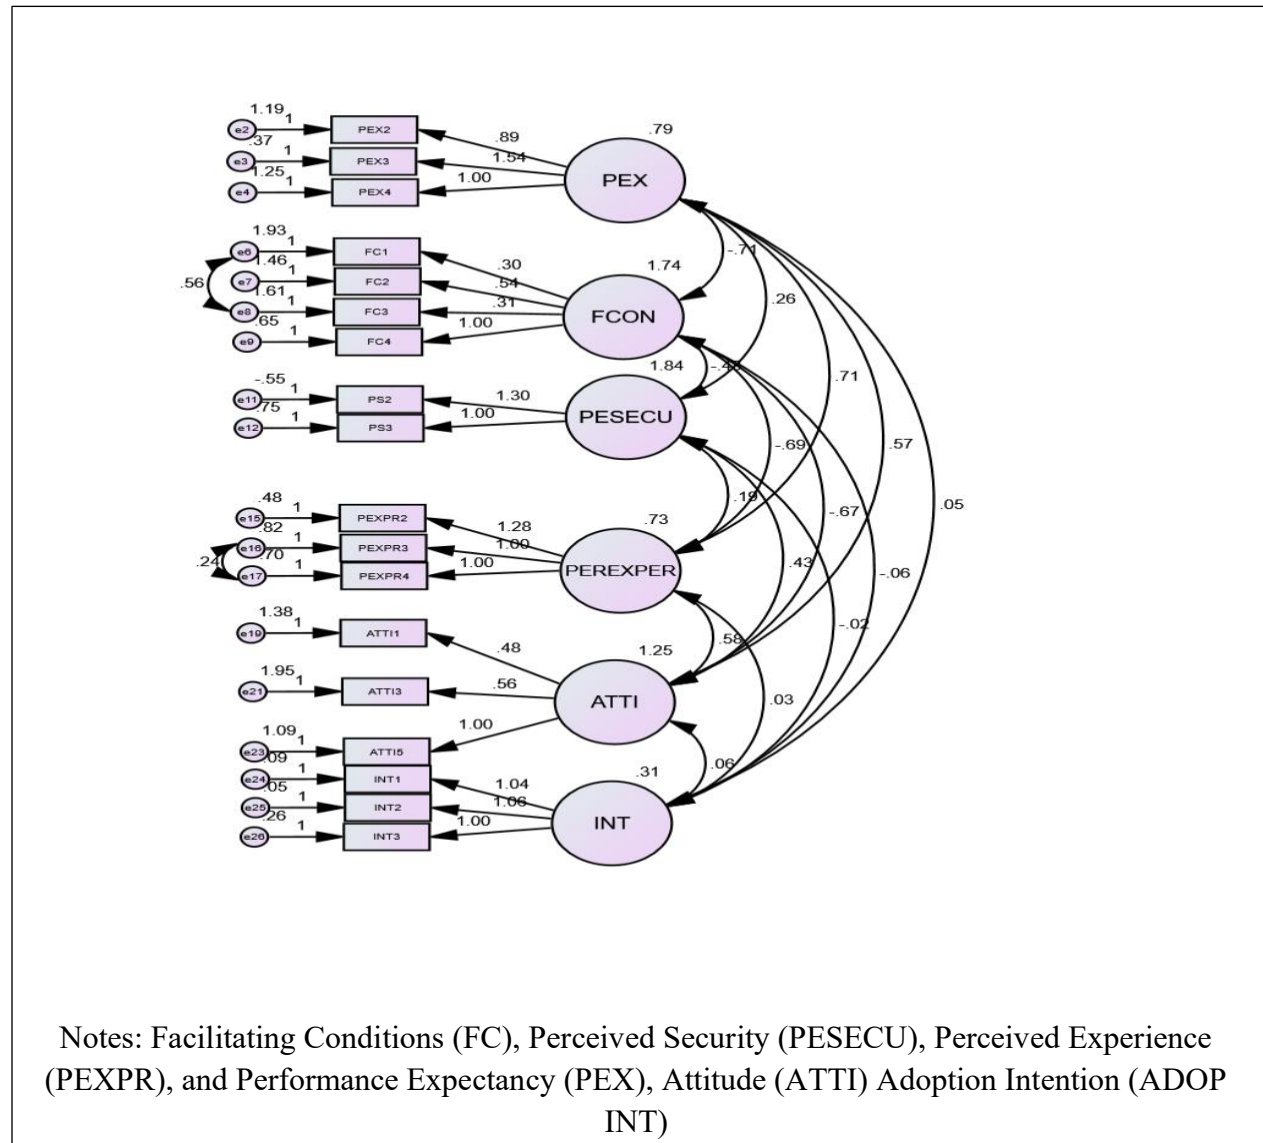 1.19
1
e2
PEX2
.89
.79
.37
1
e3
PEX3
1.54
PEX
1.25
1
e4
PEX4
1.00
1.93
1
e6
FC1
.30
-.71
1.74
1.46
1
e7
FC2
.54
.26
.56
1.61
1
e8
FC3
.31
FCON
.65
1
e9
FC4
1.00
1.84
-.55
1
e11
PS2
1.30
.71
.75
1
e12
PS3
1.00
PESECU
-.69
.57
.48
1
e15
PEXPR2
1.28
.73
.19
-.67
.05
.82
1
e16
PEXPR3
1.00
.24
.70
1
e17
PEXPR4
1.00
PEREXPER
.43
-.06
1.38
1
e19
ATTI1
.48
1.25
.58
-.02
1.95
1
e21
ATTI3
.56
ATTI
.03
1.09
1
e23
ATTI5
1.00
.09
1
e24
INT1
1.04
.31
.06
.05
1
e25
INT2
1.06
.26
1
e26
INT3
1.00
INT
Notes: Facilitating Conditions (FC), Perceived Security (PESECU), Perceived Experience
(PEXPR), and Performance Expectancy (PEX), Attitude (ATTI) Adoption Intention (ADOP
INT)